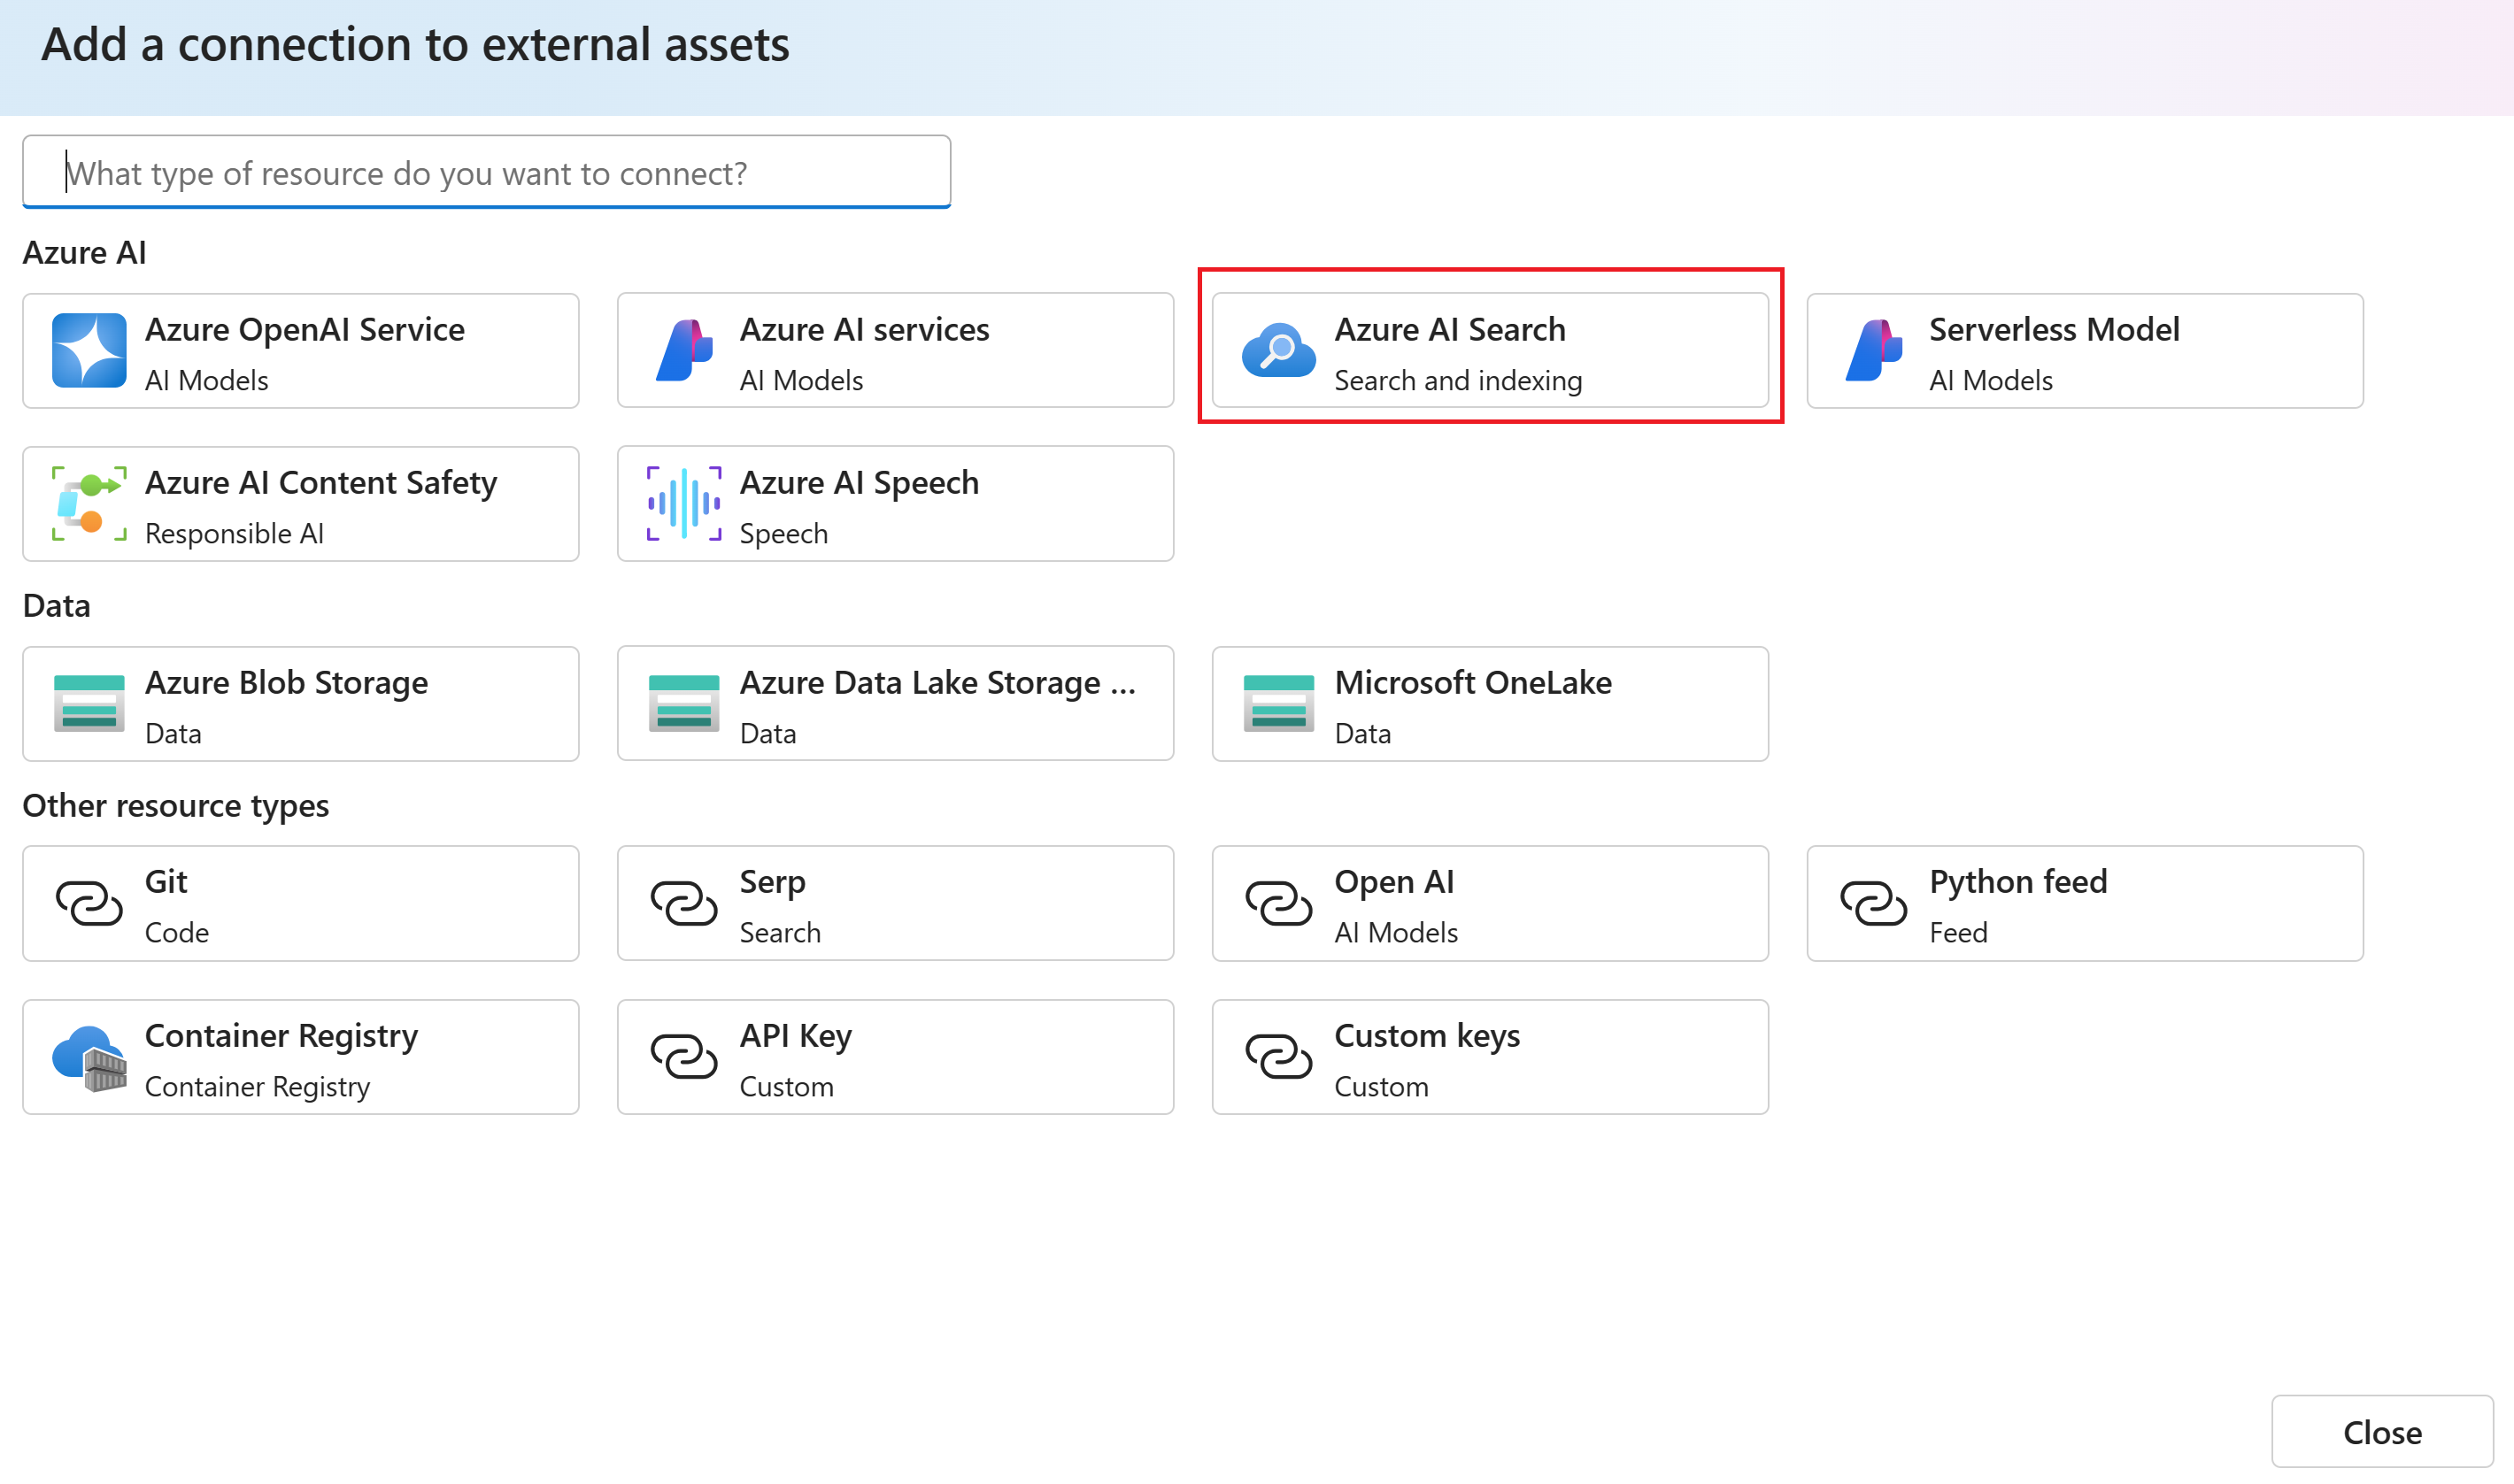 Add a connection to external assets
What type of resource do you want to connect?
Azure AI
Azure OpenAI Service
AI Models
Azure AI services
AI Models
Azure AI Search
Search and indexing
Serverless Model
AI Models
Azure AI Content Safety
Responsible AI
Azure AI Speech
Speech
Data
Azure Blob Storage
Data
Azure Data Lake Storage ...
Data
Microsoft OneLake
Data
Other resource types
Git
Code
Serp
Search
Open AI
AI Models
Python feed
Feed
Container Registry
Container Registry
API Key
Custom
Custom keys
Custom
Close